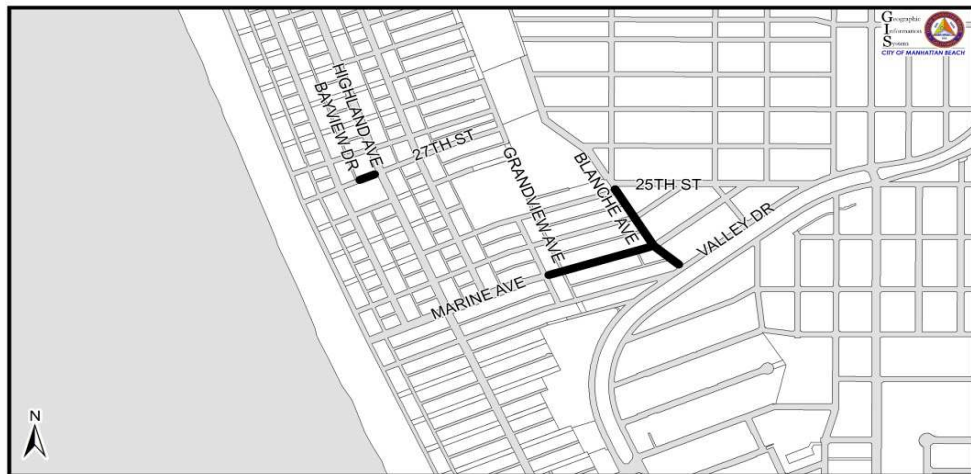 Geographic
Information
System
CITY OF MANHATTAN BEACH
HIGHLAND AVE
BAYVIEW DR
27TH ST
GRANDVIEW AVE
BLANCHE AVE
25TH ST
VALLEY DR
MARINE AVE
N